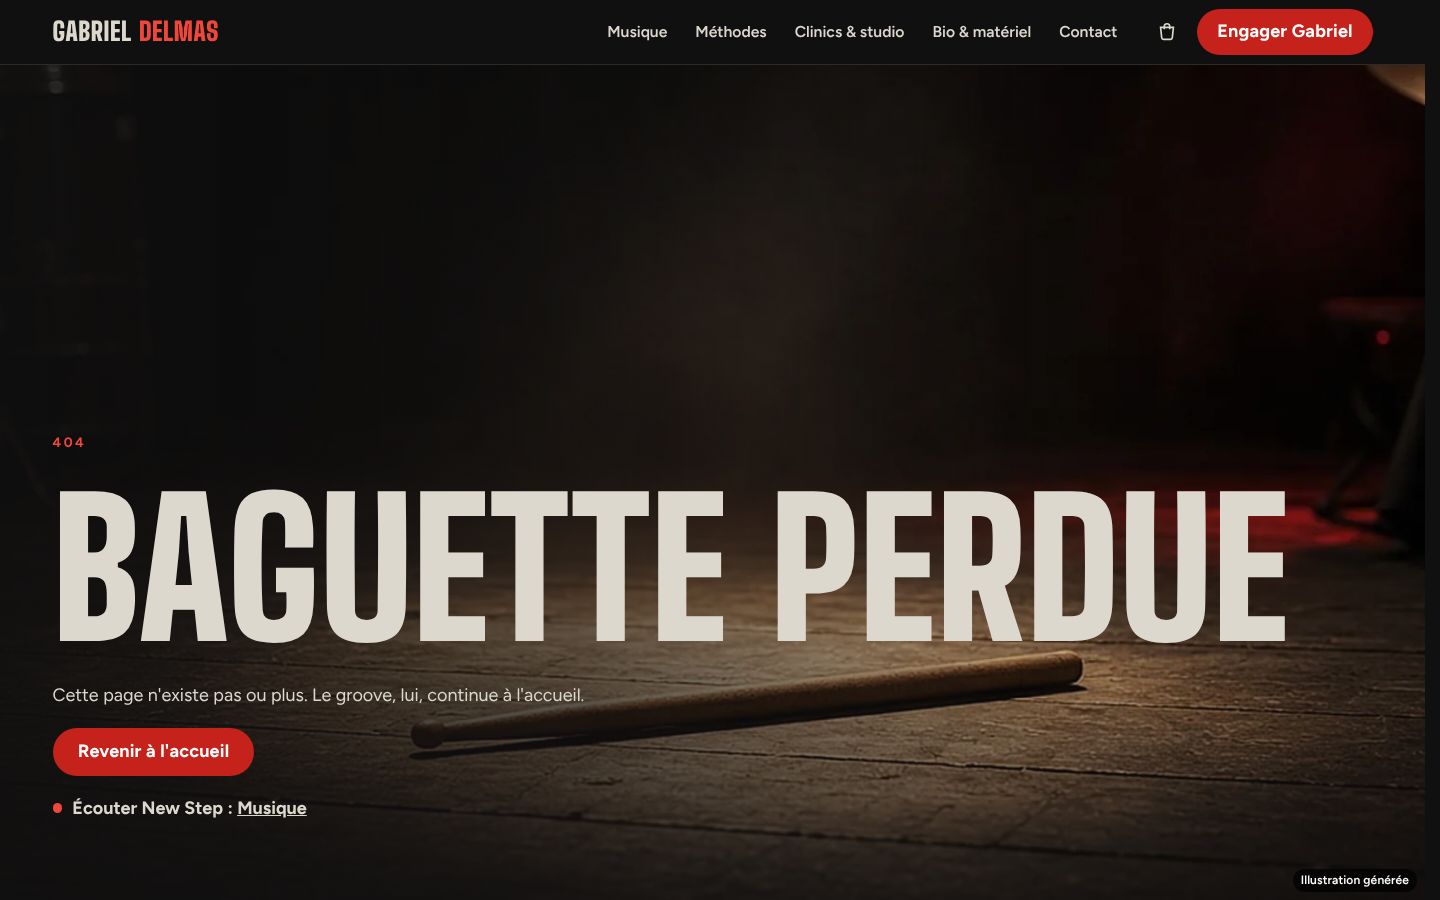 GABRIEL DELMAS
Musique
Méthodes
Clinics & studio
Bio & matériel
Contact
Engager Gabriel
404
BAGUETTE PERDUE
Cette page n'existe pas ou plus. Le groove, lui, continue à l'accueil.
Revenir à l'accueil
Écouter New Step : Musique
Illustration générée